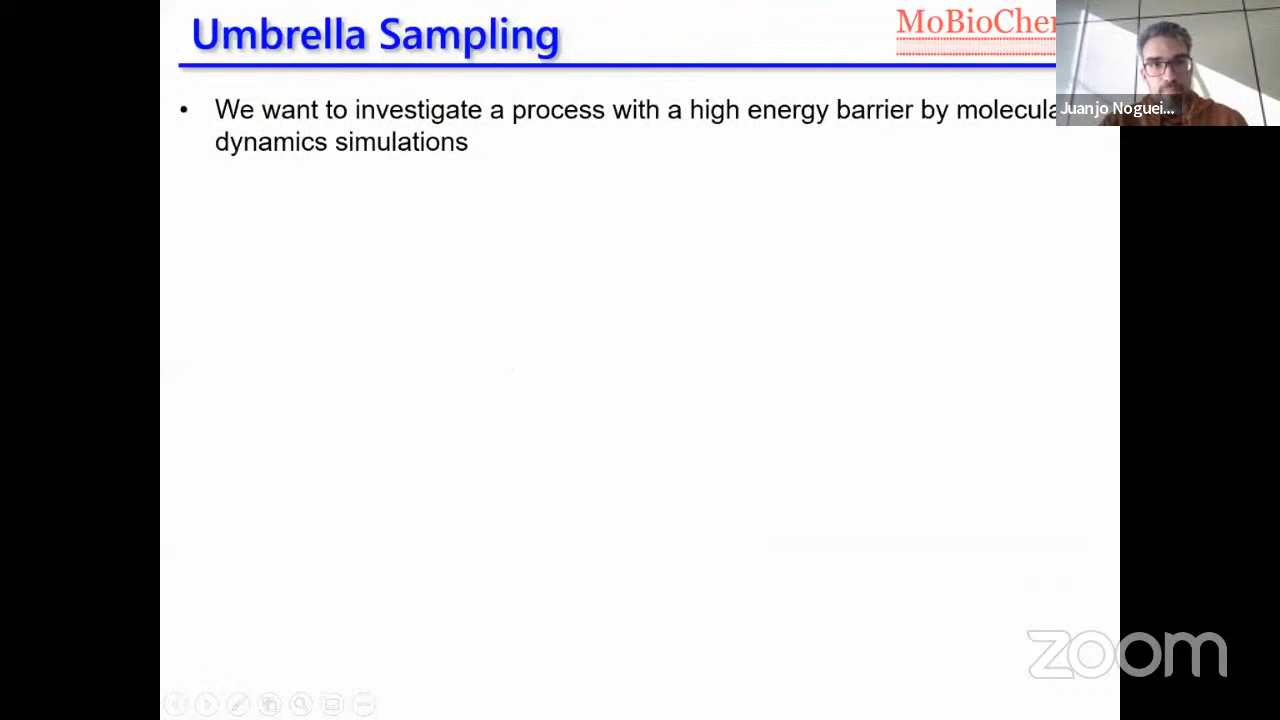 Umbrella Sampling
MoBioChe
Juanjo Noguei...
• We want to investigate a process with a high energy barrier by molecula
dynamics simulations
zoom